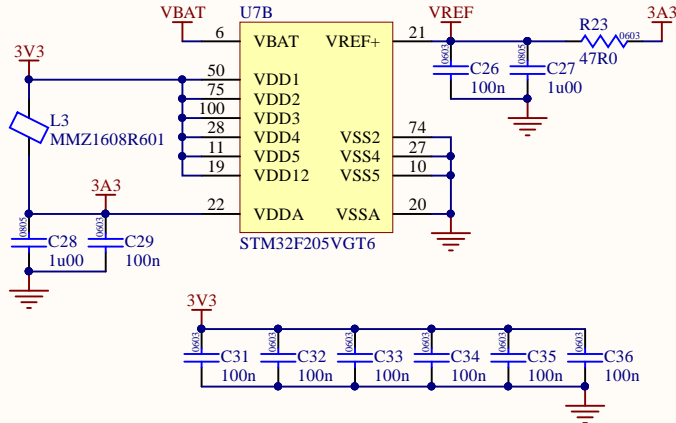 VBAT
U7B
VREF
R23
0603
3A3
47R0
6
VBAT
VREF+
21
3V3
50
VDD1
75
VDD2
100
VDD3
28
VDD4
11
VDD5
19
VDD12
22
VDDA
74
VSS2
27
VSS4
10
VSS5
20
VSSA
STM32F205VGT6
0603
C26
100n
0805
C27
1u00
L3
MMZ1608R601
3A3
0805
C28
1u00
0603
C29
100n
3V3
0603
C31
100n
0603
C32
100n
0603
C33
100n
0603
C34
100n
0603
C35
100n
0603
C36
100n